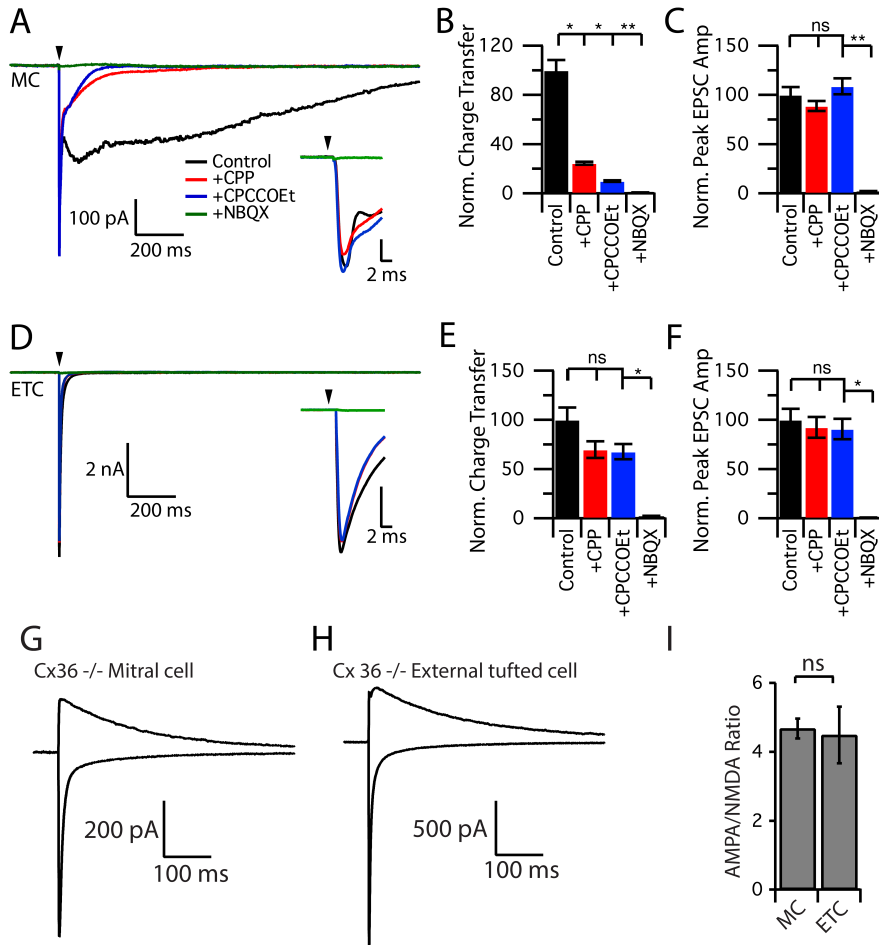 A
MC
Control
+CPP
+CPCCOEt
+NBQX
100 pA
200 ms
2 ms
B
Norm. Charge Transfer
120
80
40
0
* * **
Control
+CPP
+CPCCOEt
+NBQX
C
Norm. Peak EPSC Amp
150
100
50
0
ns
**
Control
+CPP
+CPCCOEt
+NBQX
D
ETC
2 nA
200 ms
2 ms
E
Norm. Charge Transfer
150
100
50
0
ns
*
Control
+CPP
+CPCCOEt
+NBQX
F
Norm. Peak EPSC Amp
150
100
50
0
ns
*
Control
+CPP
+CPCCOEt
+NBQX
G
Cx36 -/- Mitral cell
200 pA
100 ms
H
Cx 36 -/- External tufted cell
500 pA
100 ms
I
AMPA/NMDA Ratio
6
4
2
0
ns
MC
ETC